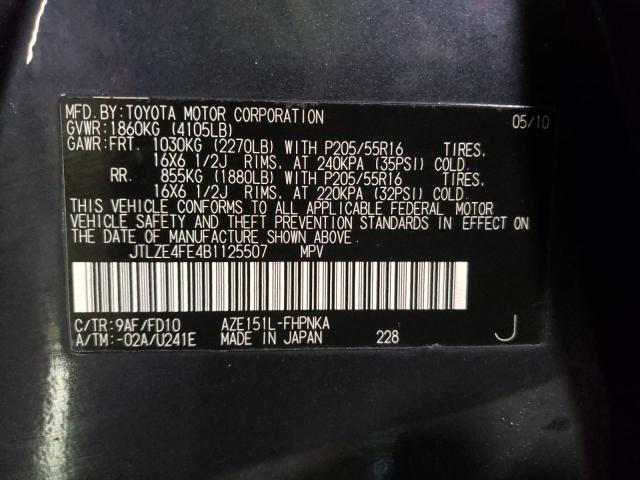 MFD.BY:TOYOTA MOTOR CORPORATION 05/10
GVWR:1860KG (4105LB)
GAWR:FRT. 1030KG (2270LB) WITH P205/55R16 TIRES,
16X6 1/2J RIMS, AT 240KPA (35PSI) COLD.
RR. 855KG (1880LB) WITH P205/55R16 TIRES,
16X6 1/2J RIMS, AT 220KPA (32PSI) COLD.
THIS VEHICLE CONFORMS TO ALL APPLICABLE FEDERAL MOTOR
VEHICLE SAFETY AND THEFT PREVENTION STANDARDS IN EFFECT ON
THE DATE OF MANUFACTURE SHOWN ABOVE.
JTLZE4FE4B1125507 MPV
C/TR:9AF/FD10 AZE151L-FHPNKA
A/TM:-02A/U241E MADE IN JAPAN 228 J